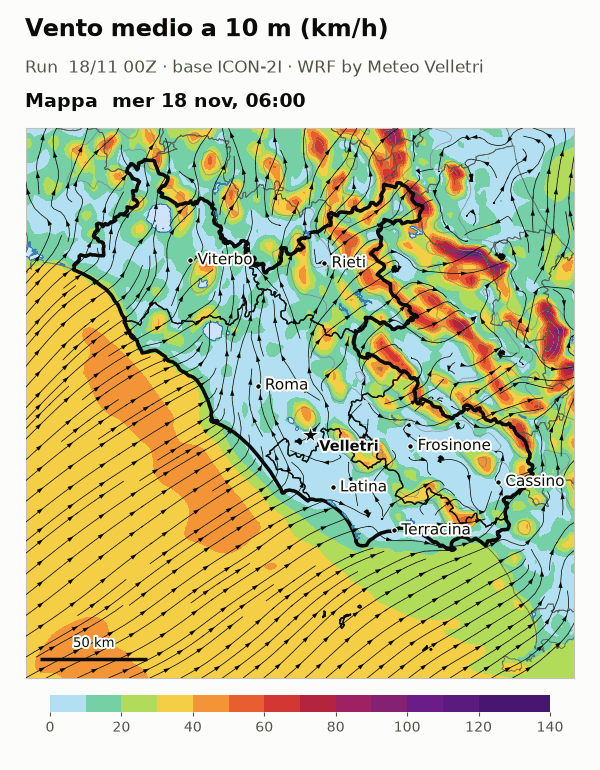 Vento medio a 10 m (km/h)
Run 18/11 00Z · base ICON-2I · WRF by Meteo Velletri
Mappa mer 18 nov, 06:00
Viterbo
Rieti
Roma
Velletri
Frosinone
Latina
Cassino
Terracina
50 km
0 20 40 60 80 100 120 140